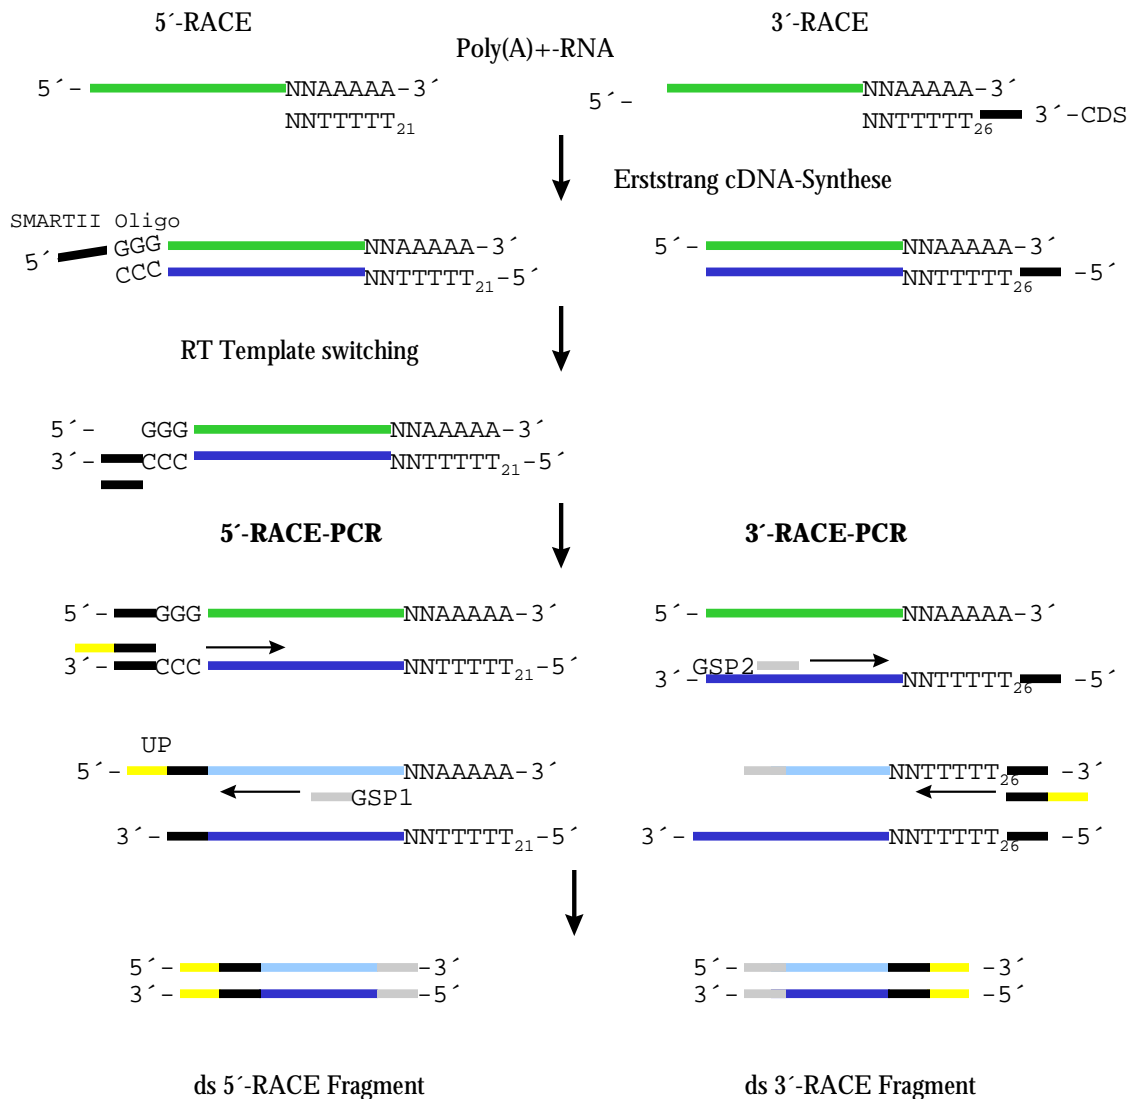 5´-RACE
3´-RACE
Poly(A)+-RNA
5´- NNAAAAA-3´
NNTTTTT21
5´- NNAAAAA-3´
NNTTTTT26 3´-CDS
Erststrang cDNA-Synthese
SMARTII Oligo
5´ GGG NNAAAAA-3´
CCC NNTTTTT21-5´
5´- NNAAAAA-3´
NNTTTTT26 -5´
RT Template switching
5´- GGG NNAAAAA-3´
3´- CCC NNTTTTT21-5´
5´-RACE-PCR
3´-RACE-PCR
5´- GGG NNAAAAA-3´
3´- CCC NNTTTTT21-5´
5´- NNAAAAA-3´
GSP2
3´- NNTTTTT26 -5´
UP
5´- NNAAAAA-3´
GSP1
3´- NNTTTTT21-5´
NNTTTTT26 -3´
3´- NNTTTTT26 -5´
5´- -3´
3´- -5´
5´- -3´
3´- -5´
ds 5´-RACE Fragment
ds 3´-RACE Fragment